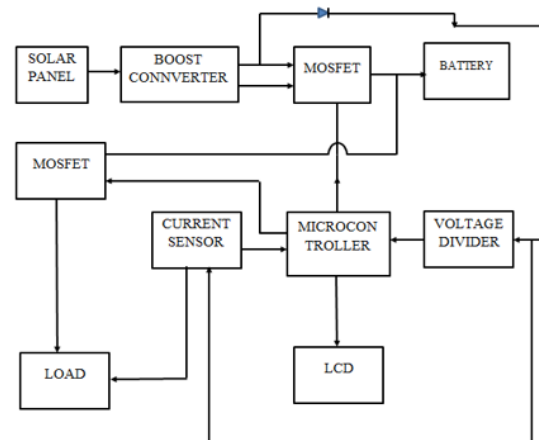 SOLAR
PANEL
BOOST
CONNVERTER
MOSFET
BATTERY
MOSFET
CURRENT
SENSOR
MICROCON
TROLLER
VOLTAGE
DIVIDER
LOAD
LCD